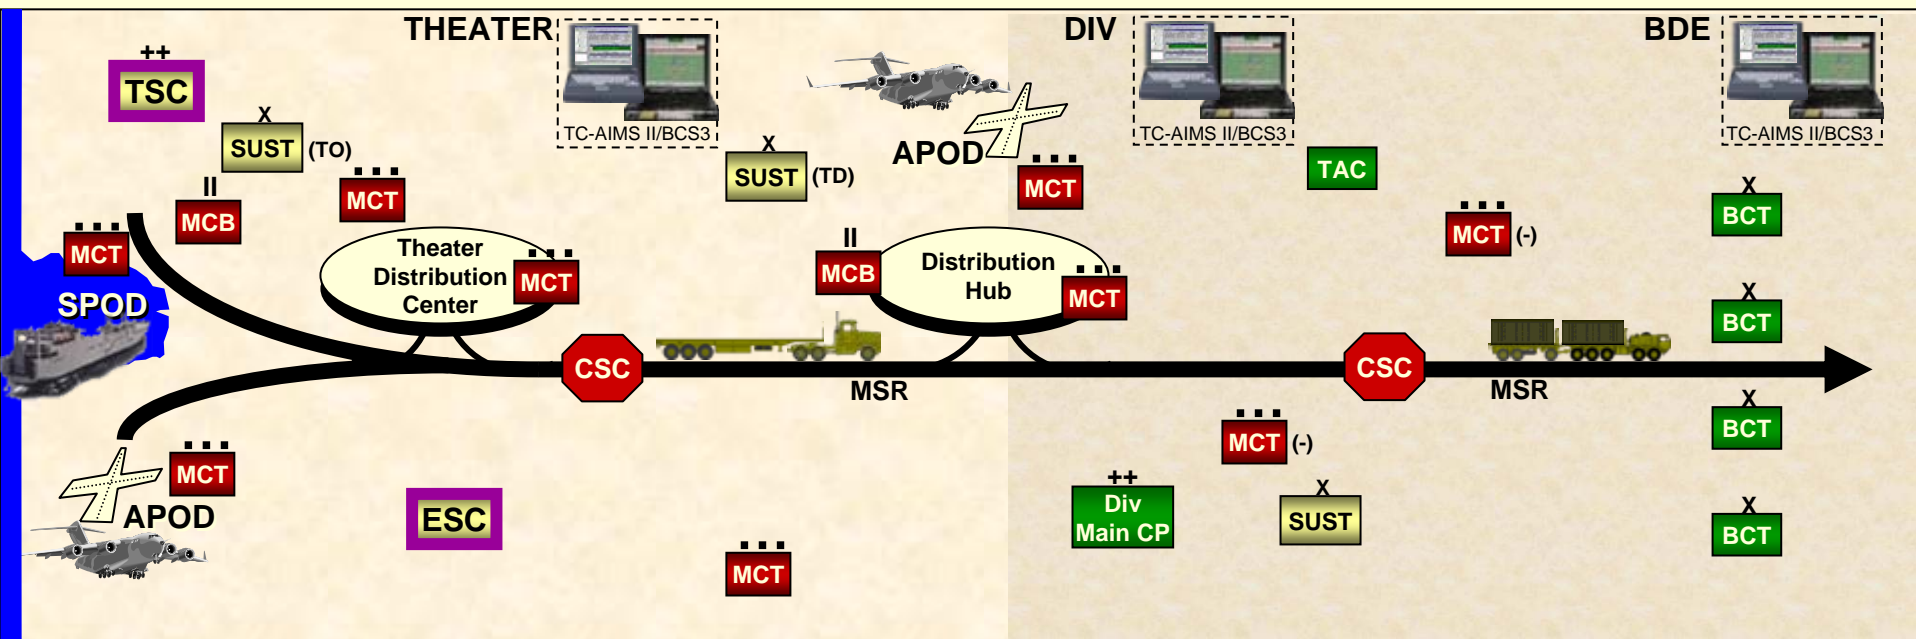 THEATER
DIV
BDE
++
TSC
TC-AIMS II/BCS3
TC-AIMS II/BCS3
TC-AIMS II/BCS3
X
SUST (TO)
X
SUST (TD)
APOD
MCT
TAC
MCT
II
MCB
MCT
MCT (-)
X
BCT
Theater
Distribution
Center
MCT
II
MCB
Distribution
Hub
MCT
SPOD
X
BCT
CSC
MSR
CSC
MSR
X
BCT
MCT
APOD
ESC
MCT
MCT (-)
++
Div
Main CP
X
SUST
X
BCT